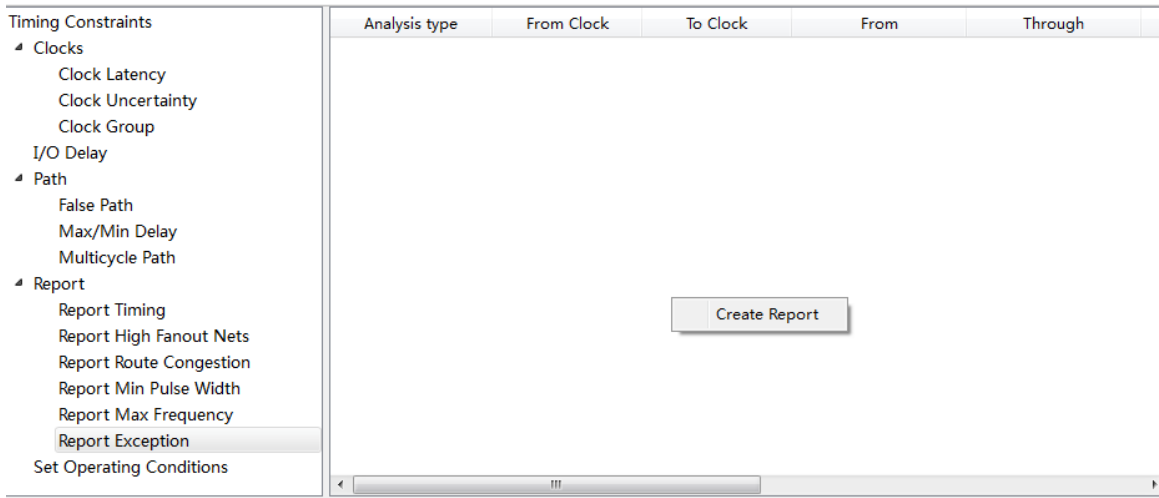 Timing Constraints
Clocks
Clock Latency
Clock Uncertainty
Clock Group
I/O Delay
Path
False Path
Max/Min Delay
Multicycle Path
Report
Report Timing
Report High Fanout Nets
Report Route Congestion
Report Min Pulse Width
Report Max Frequency
Report Exception
Set Operating Conditions
Analysis type From Clock To Clock From Through
Create Report